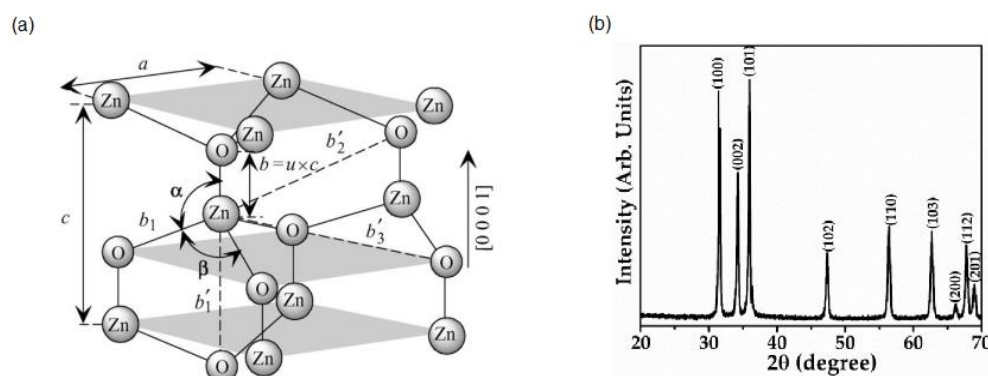 (a)
(b)
a
Zn
Zn
Zn
Zn
O
O
b = u×c
b′₂
α
c
b₁
Zn
Zn
[0 0 0 1]
O
O
b′₃
O
β
b′₁
O
Zn
Zn
Zn
O
Zn
Intensity (Arb. Units)
(100)
(002)
(101)
(102)
(110)
(103)
(200)
(112)
(201)
20 30 40 50 60 70
2θ (degree)